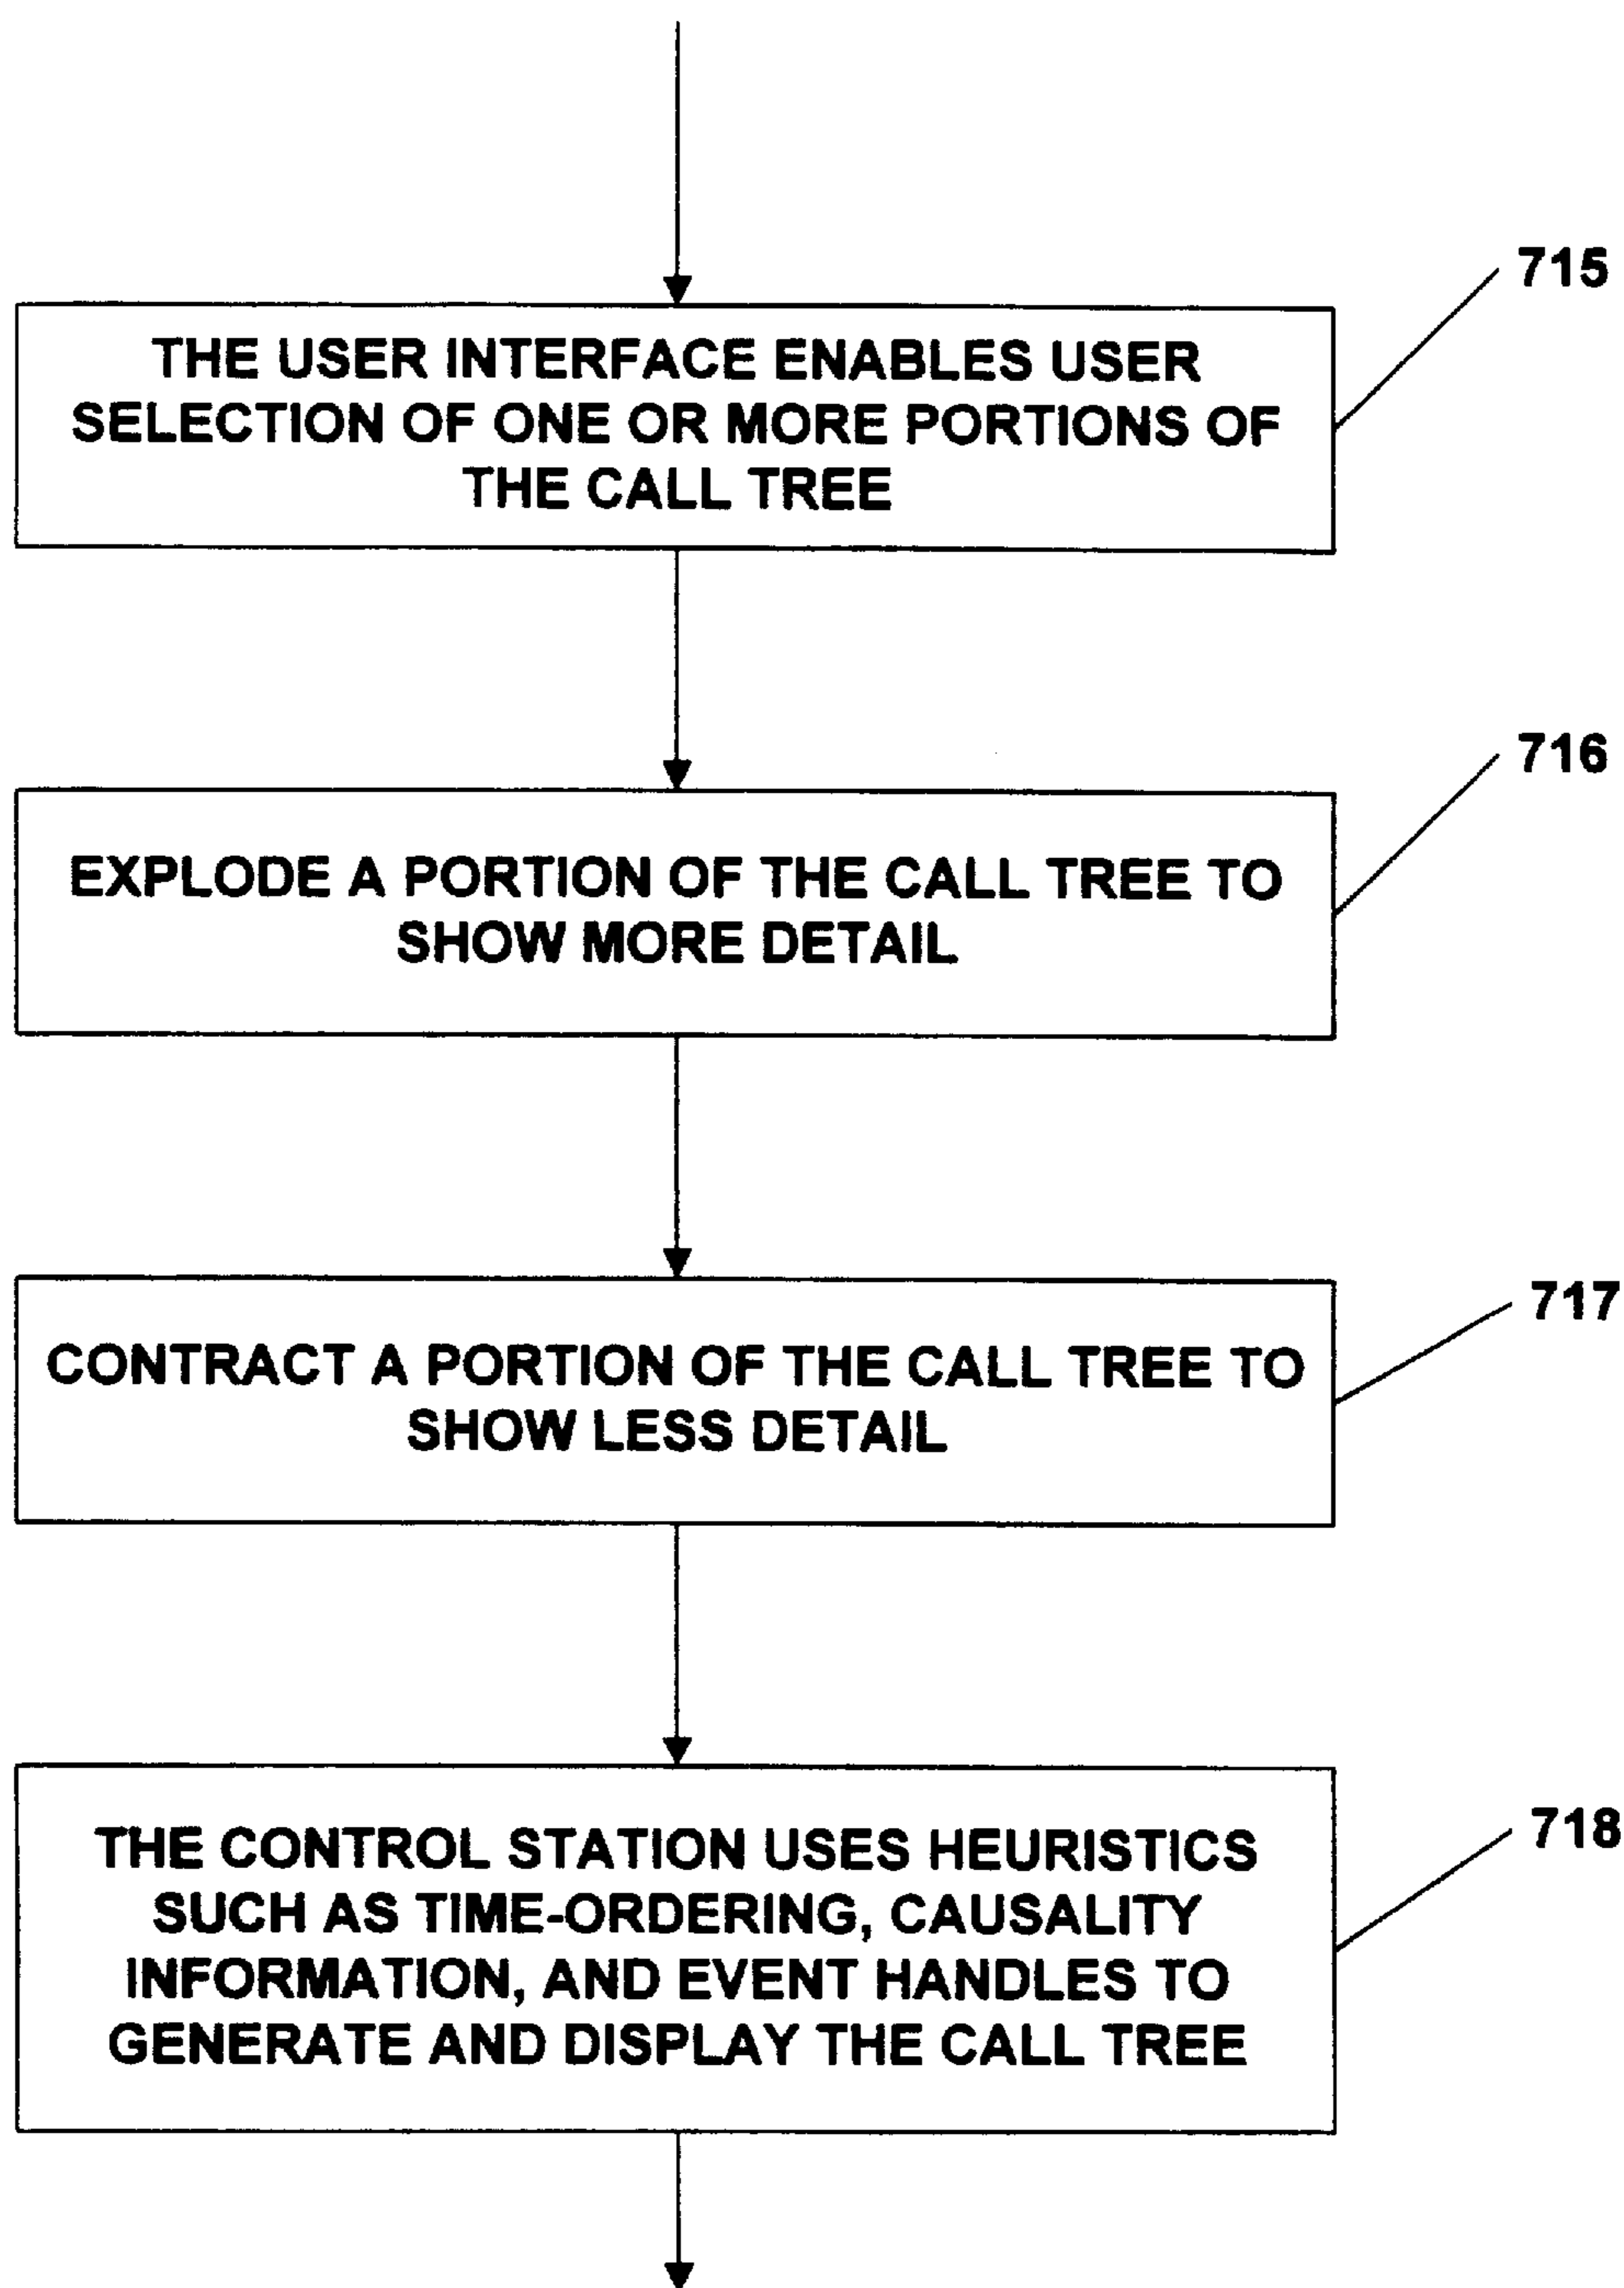 715
THE USER INTERFACE ENABLES USER
SELECTION OF ONE OR MORE PORTIONS OF
THE CALL TREE
716
EXPLODE A PORTION OF THE CALL TREE TO
SHOW MORE DETAIL
717
CONTRACT A PORTION OF THE CALL TREE TO
SHOW LESS DETAIL
718
THE CONTROL STATION USES HEURISTICS
SUCH AS TIME-ORDERING, CAUSALITY
INFORMATION, AND EVENT HANDLES TO
GENERATE AND DISPLAY THE CALL TREE